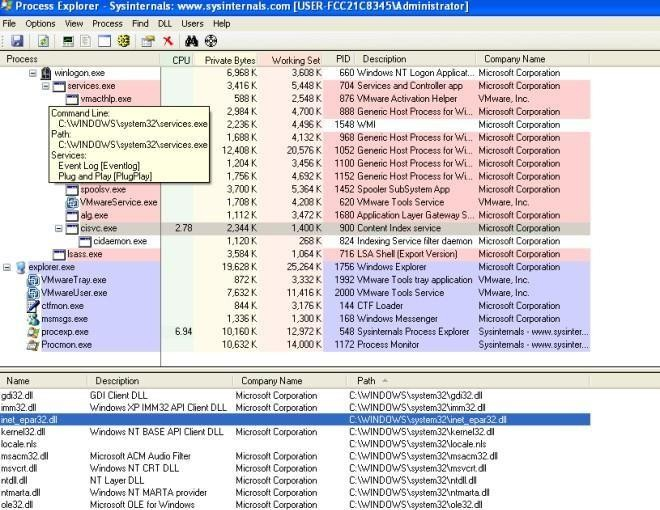 Process Explorer - Sysinternals: www.sysinternals.com [USER-FCC21C8345\Administrator]
File Options View Process Find DLL Users Help
Process CPU Private Bytes Working Set PID Description Company Name
winlogon.exe 6,968 K 3,608 K 660 Windows NT Logon Applicat... Microsoft Corporation
services.exe 3,416 K 5,448 K 704 Services and Controller app Microsoft Corporation
vmacthlp.exe 588 K 2,548 K 876 VMware Activation Helper VMware, Inc.
Command Line:
C:\WINDOWS\system32\services.exe
Path:
C:\WINDOWS\system32\services.exe
Services:
Event Log [Eventlog]
Plug and Play [PlugPlay]
2,984 K 4,700 K 888 Generic Host Process for Wi... Microsoft Corporation
2,236 K 4,496 K 1548 WMI Microsoft Corporation
1,688 K 4,132 K 968 Generic Host Process for Wi... Microsoft Corporation
12,408 K 20,576 K 1052 Generic Host Process for Wi... Microsoft Corporation
1,204 K 3,456 K 1100 Generic Host Process for Wi... Microsoft Corporation
1,756 K 4,692 K 1152 Generic Host Process for Wi... Microsoft Corporation
spoolsv.exe 3,700 K 5,364 K 1452 Spooler SubSystem App Microsoft Corporation
VMwareService.exe 1,708 K 4,208 K 620 VMware Tools Service VMware, Inc.
alg.exe 1,112 K 3,472 K 1680 Application Layer Gateway S... Microsoft Corporation
cisvc.exe 2.78 2,344 K 1,400 K 900 Content Index service Microsoft Corporation
cidaemon.exe 1,120 K 268 K 824 Indexing Service filter daemon Microsoft Corporation
lsass.exe 3,584 K 1,064 K 716 LSA Shell (Export Version) Microsoft Corporation
explorer.exe 19,628 K 25,264 K 1756 Windows Explorer Microsoft Corporation
VMwareTray.exe 872 K 3,332 K 1992 VMware Tools tray application VMware, Inc.
VMwareUser.exe 7,632 K 11,416 K 2000 VMware Tools Service VMware, Inc.
ctfmon.exe 844 K 3,176 K 144 CTF Loader Microsoft Corporation
msmsgs.exe 1,336 K 1,300 K 168 Windows Messenger Microsoft Corporation
procexp.exe 6.94 10,160 K 12,972 K 548 Sysinternals Process Explorer Sysinternals - www.sysinter...
Procmon.exe 10,632 K 14,000 K 1172 Process Monitor Sysinternals - www.sysinter...
Name Description Company Name Path
gdi32.dll GDI Client DLL Microsoft Corporation C:\WINDOWS\system32\gdi32.dll
imm32.dll Windows XP IMM32 API Client DLL Microsoft Corporation C:\WINDOWS\system32\imm32.dll
inet_epar32.dll C:\WINDOWS\system32\inet_epar32.dll
kernel32.dll Windows NT BASE API Client DLL Microsoft Corporation C:\WINDOWS\system32\kernel32.dll
locale.nls C:\WINDOWS\system32\locale.nls
msacm32.dll Microsoft ACM Audio Filter Microsoft Corporation C:\WINDOWS\system32\msacm32.dll
msvcrt.dll Windows NT CRT DLL Microsoft Corporation C:\WINDOWS\system32\msvcrt.dll
ntdll.dll NT Layer DLL Microsoft Corporation C:\WINDOWS\system32\ntdll.dll
ntmarta.dll Windows NT MARTA provider Microsoft Corporation C:\WINDOWS\system32\ntmarta.dll
ole32.dll Microsoft OLE for Windows Microsoft Corporation C:\WINDOWS\system32\ole32.dll